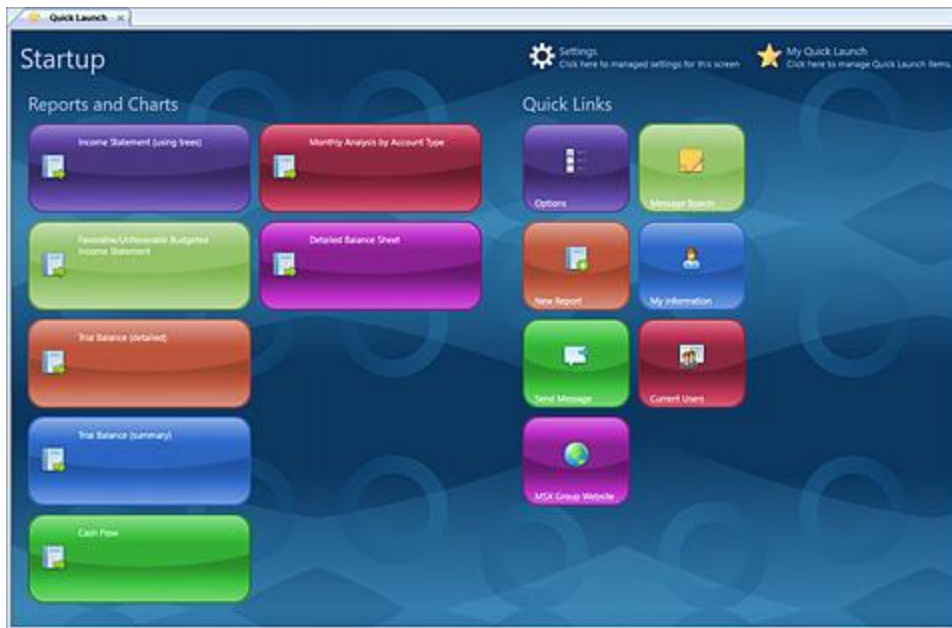 Quick Launch
Startup
Settings
Click here to managed settings for this screen
My Quick Launch
Click here to manage Quick Launch items.
Reports and Charts
Quick Links
Income Statement (using trees)
Monthly Analysis by Account Type
Options
Message Boards
Favorable/Unfavorable Budgeted
Income Statement
Detailed Balance Sheet
New Report
My Information
Trial Balance (detailed)
Send Message
Current Users
Trial Balance (summary)
MSX Group Website
Cash Flow